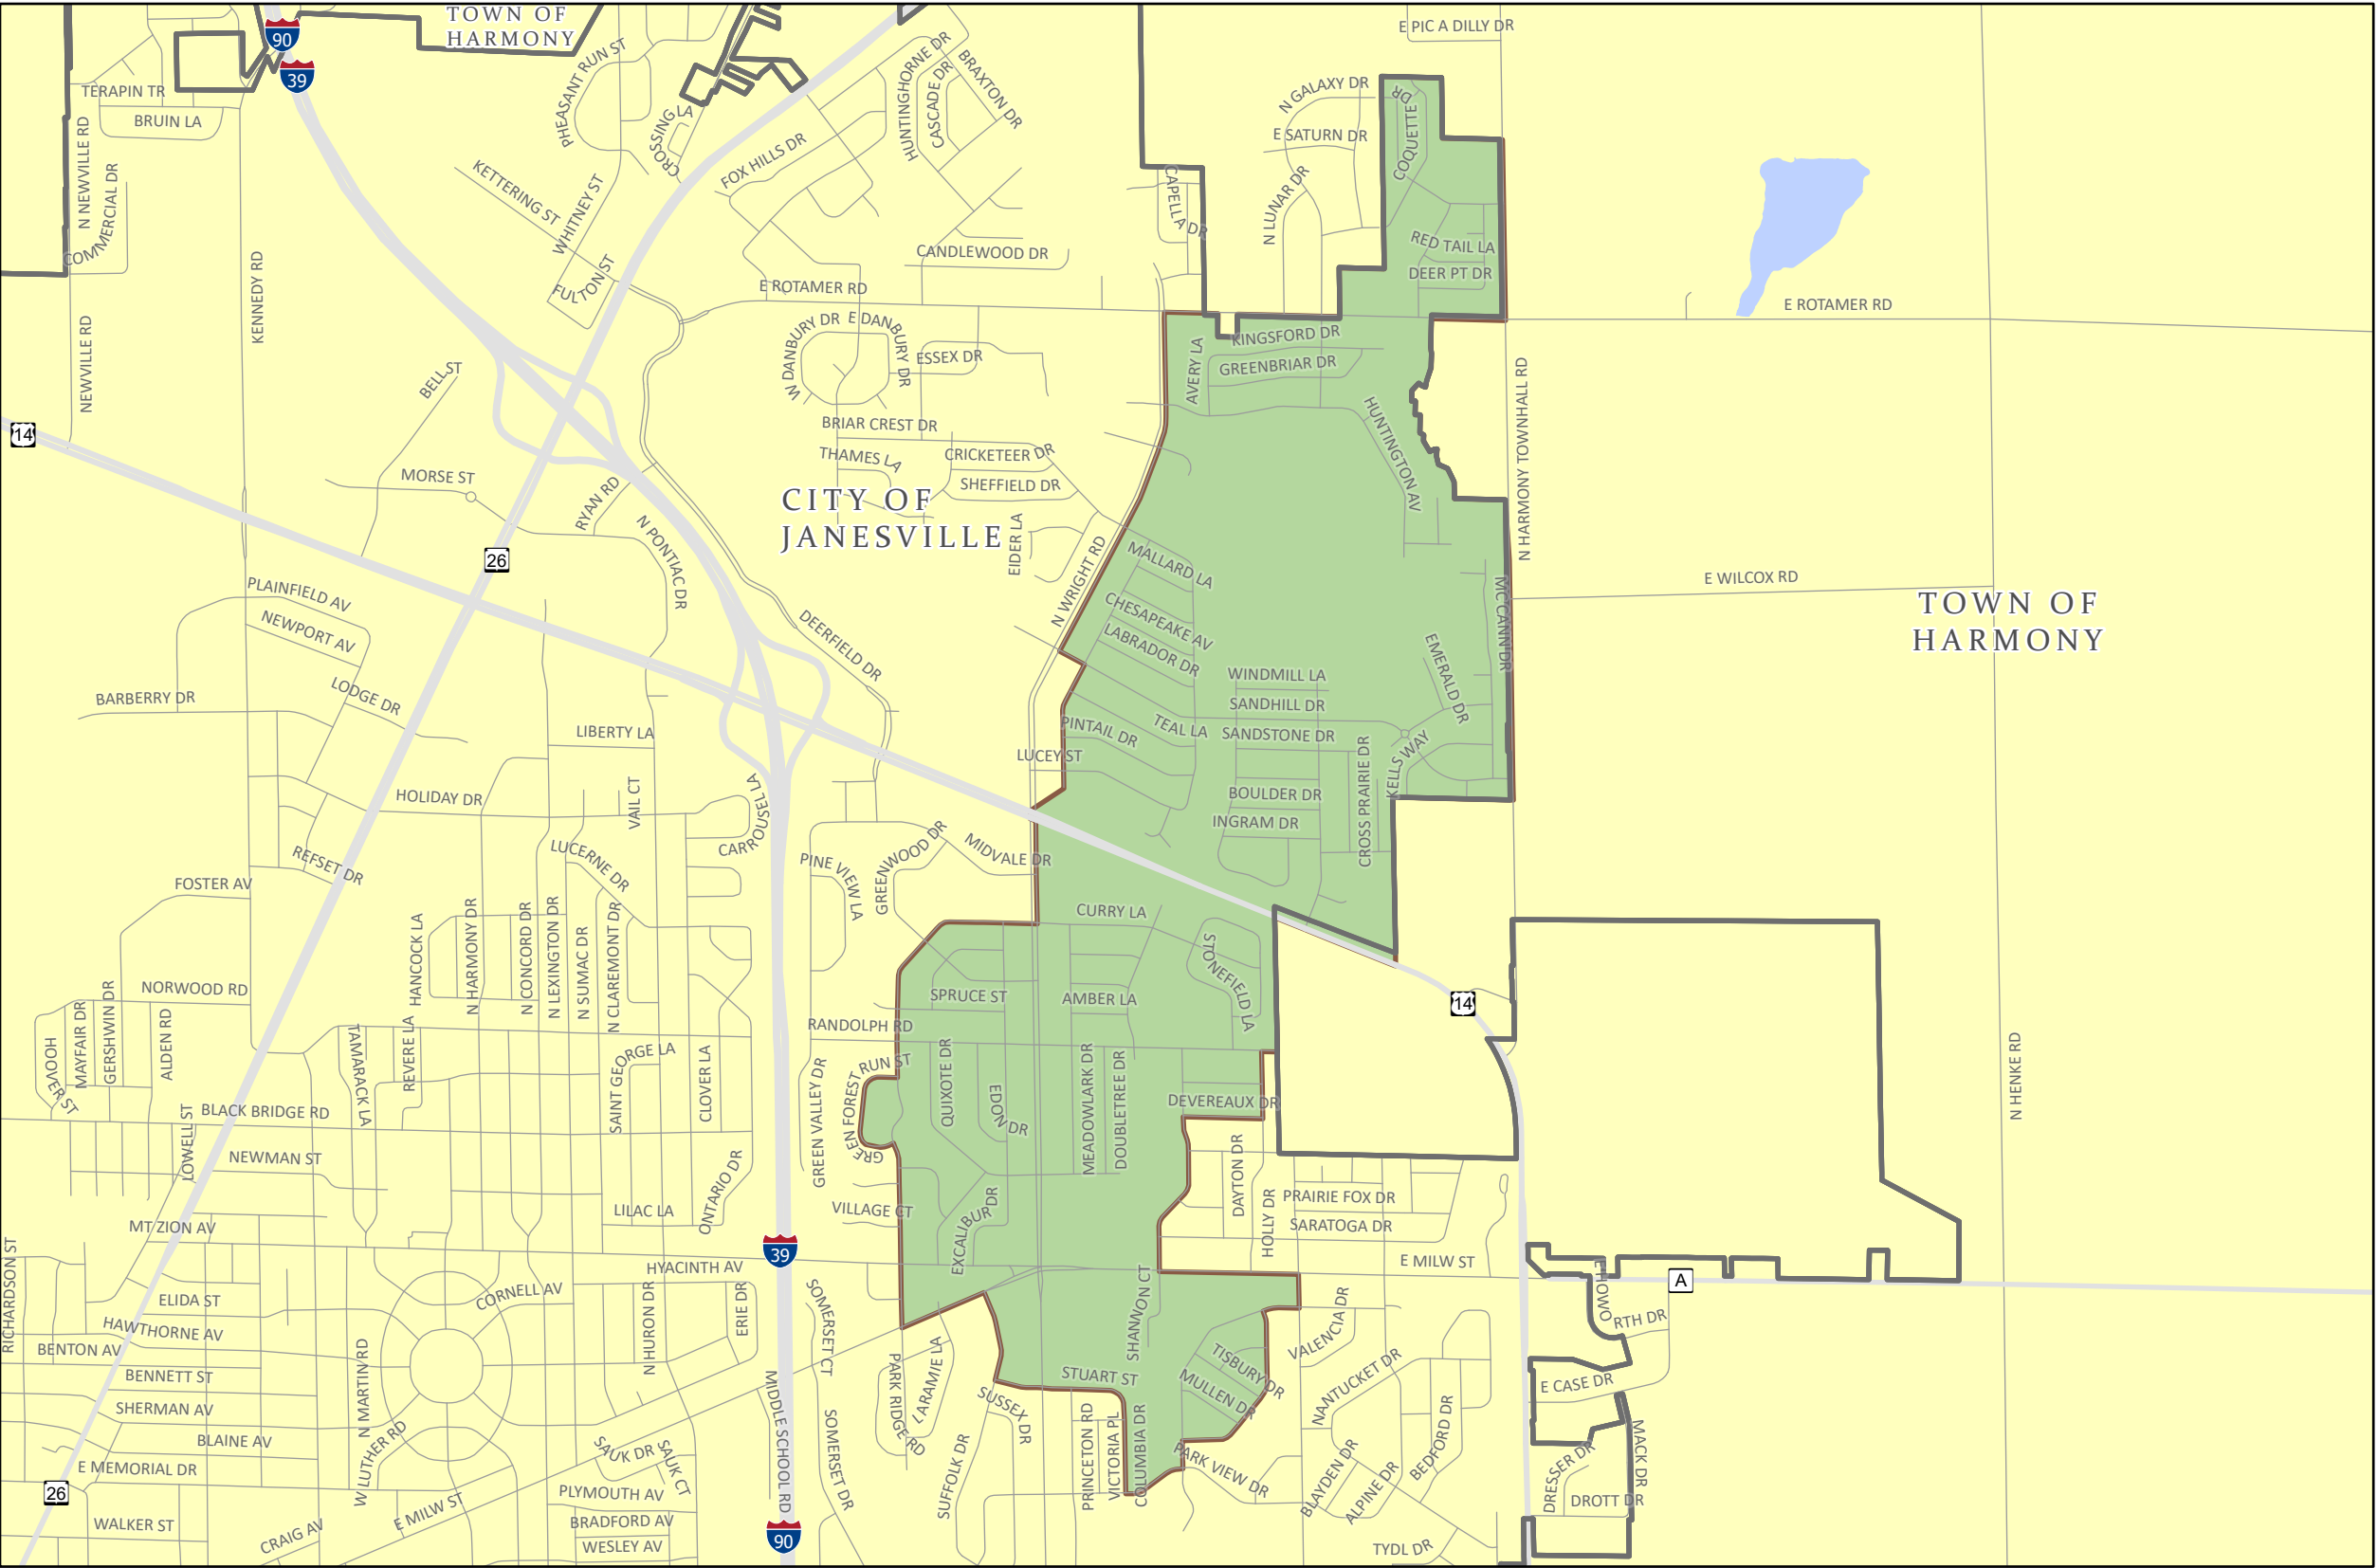 TOWN OF
HARMONY
90
39
E PIC A DILLY DR
PHEASANT RUN ST
HUNTINGHORNE DR
CASCADE DR
BRAXTON DR
N GALAXY DR
DR
COQUETTE
TERAPIN TR
BRUIN LA
N NEWVILLE RD
COMMERCIAL DR
CROSSING LA
FOX HILLS DR
E SATURN DR
KETTERING ST
WHITNEY ST
CAPELLA DR
N LUNAR DR
RED TAIL LA
DEER PT DR
KENNEDY RD
FULTON ST
CANDLEWOOD DR
E ROTAMER RD
E ROTAMER RD
NEWVILLE RD
W DANBURY DR
E DANBURY DR
ESSEX DR
KINGSFORD DR
GREENBRIAR DR
AVERY LA
BELL ST
14
BRIAR CREST DR
THAMES LA
CRICKETEER DR
SHEFFIELD DR
HUNTINGTON AV
N HARMONY TOWNHALL RD
MORSE ST
RYAN RD
CITY OF
JANESVILLE
N PONTIAC DR
EIDER LA
26
N WRIGHT RD
MALLARD LA
CHESAPEAKE AV
LABRADOR DR
MCCANN DR
E WILCOX RD
TOWN OF
HARMONY
PLAINFIELD AV
NEWPORT AV
DEERFIELD DR
EMERALD DR
WINDMILL LA
SANDHILL DR
BARBERRY DR
LODGE DR
PINTAIL DR
TEAL LA
SANDSTONE DR
LIBERTY LA
LUCEY ST
CROSS PRAIRIE DR
KELLS WAY
HOLIDAY DR
VAIL CT
CARROUSEL LA
BOULDER DR
INGRAM DR
REFSET DR
LUCERNE DR
PINE VIEW LA
GREENWOOD DR
MIDVALE DR
FOSTER AV
HANCOCK LA
N HARMONY DR
N CONCORD DR
N LEXINGTON DR
N SUMAC DR
N CLAREMONT DR
CURRY LA
STONEFIELD LA
NORWOOD RD
SPRUCE ST
AMBER LA
14
HOOVER ST
MAYFAIR DR
GERSHWIN DR
ALDEN RD
TAMARACK LA
REVERE LA
SAINT GEORGE LA
CLOVER LA
RANDOLPH RD
GREEN VALLEY DR
GREEN FOREST RUN ST
QUIXOTE DR
EDON DR
MEADOWLARK DR
DOUBLETREE DR
DEVEREAUX DR
N HENKE RD
BLACK BRIDGE RD
LOWELL ST
NEWMAN ST
ONTARIO DR
DAYTON DR
HOLLY DR
PRAIRIE FOX DR
SARATOGA DR
LILAC LA
VILLAGE CT
EXCALIBUR DR
MT ZION AV
39
RICHARDSON ST
HYACINTH AV
E MILW ST
A
E HOWORTH DR
ELIDA ST
CORNELL AV
N HURON DR
ERIE DR
SOMERSET CT
SHANNON CT
VALENCIA DR
HAWTHORNE AV
BENTON AV
N MARTIN RD
BENNETT ST
PARK RIDGE RD
LARAMIE LA
STUART ST
TISBURY DR
MULLEN DR
NANTUCKET DR
E CASE DR
SHERMAN AV
BLAINE AV
MIDDLE SCHOOL RD
SOMERSET DR
SUSSEX DR
PRINCETON RD
VICTORIA PL
COLUMBIA DR
BEDFORD DR
MACK DR
E MEMORIAL DR
W LUTHER RD
SAUK DR
SAUK CT
SUFFOLK DR
PARK VIEW DR
BLAYDEN DR
ALPINE DR
DRESSER DR
26
WALKER ST
CRAIG AV
E MILW ST
PLYMOUTH AV
BRADFORD AV
WESLEY AV
90
DROTT DR
TYDL DR